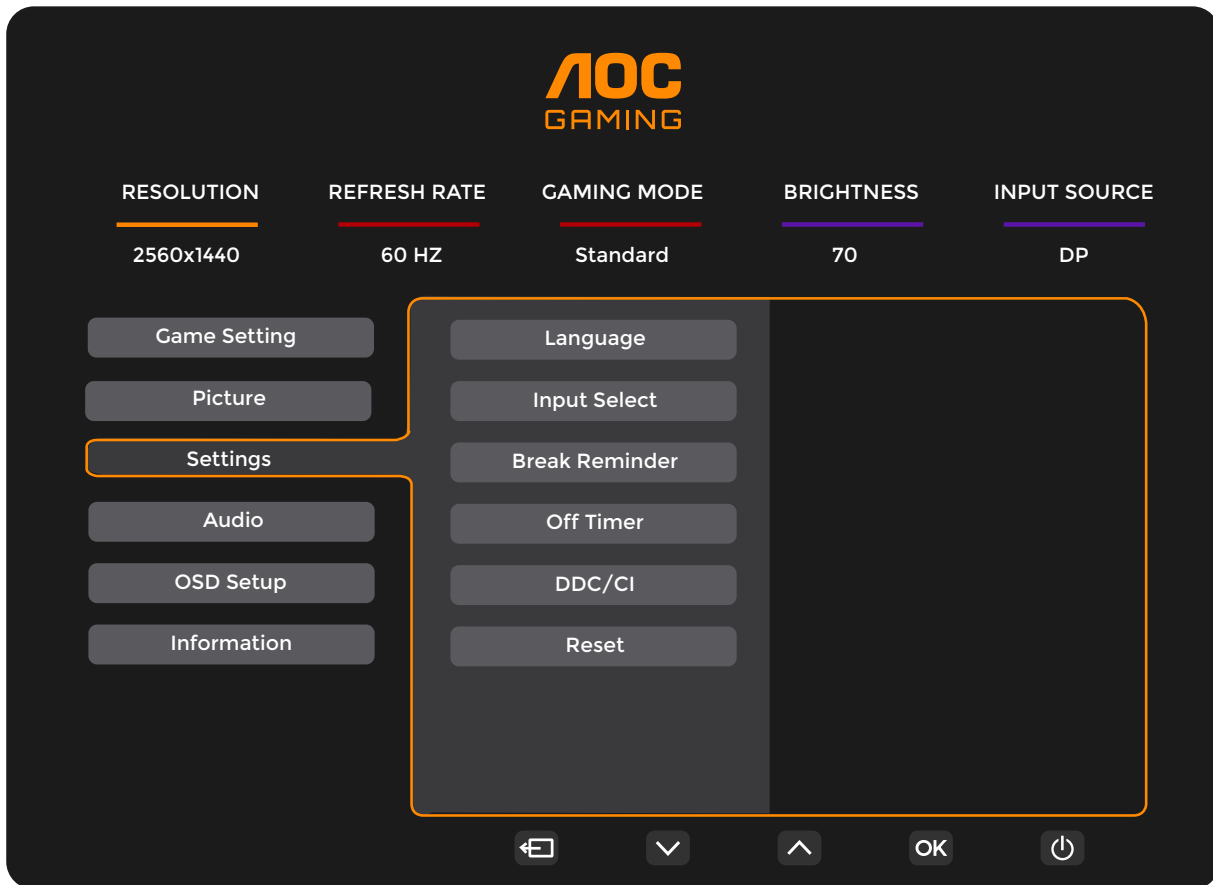 AOC
GAMING
RESOLUTION REFRESH RATE GAMING MODE BRIGHTNESS INPUT SOURCE
2560x1440 60 HZ Standard 70 DP
Game Setting
Picture
Settings
Audio
OSD Setup
Information
Language
Input Select
Break Reminder
Off Timer
DDC/CI
Reset
OK